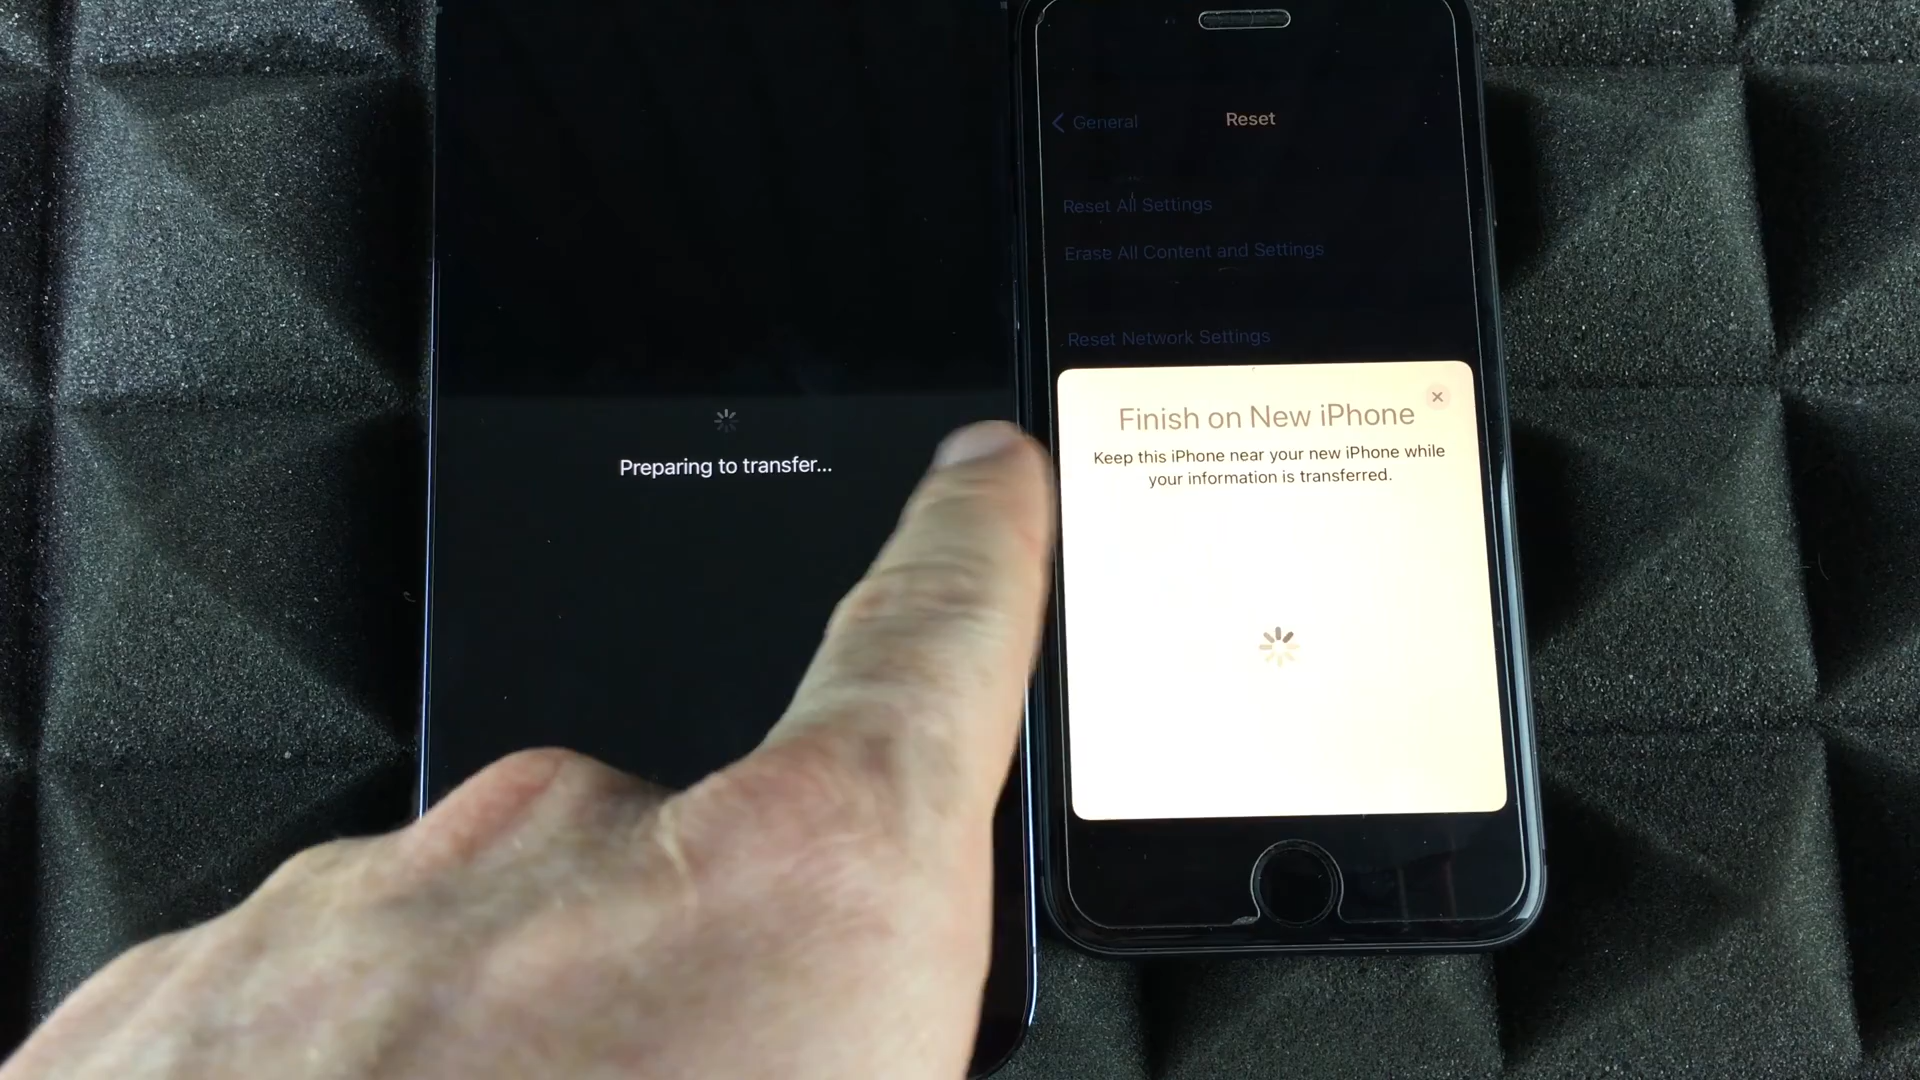 Preparing to transfer...
General
Reset
Reset All Settings
Erase All Content and Settings
Reset Network Settings
Finish on New iPhone
Keep this iPhone near your new iPhone while
your information is transferred.